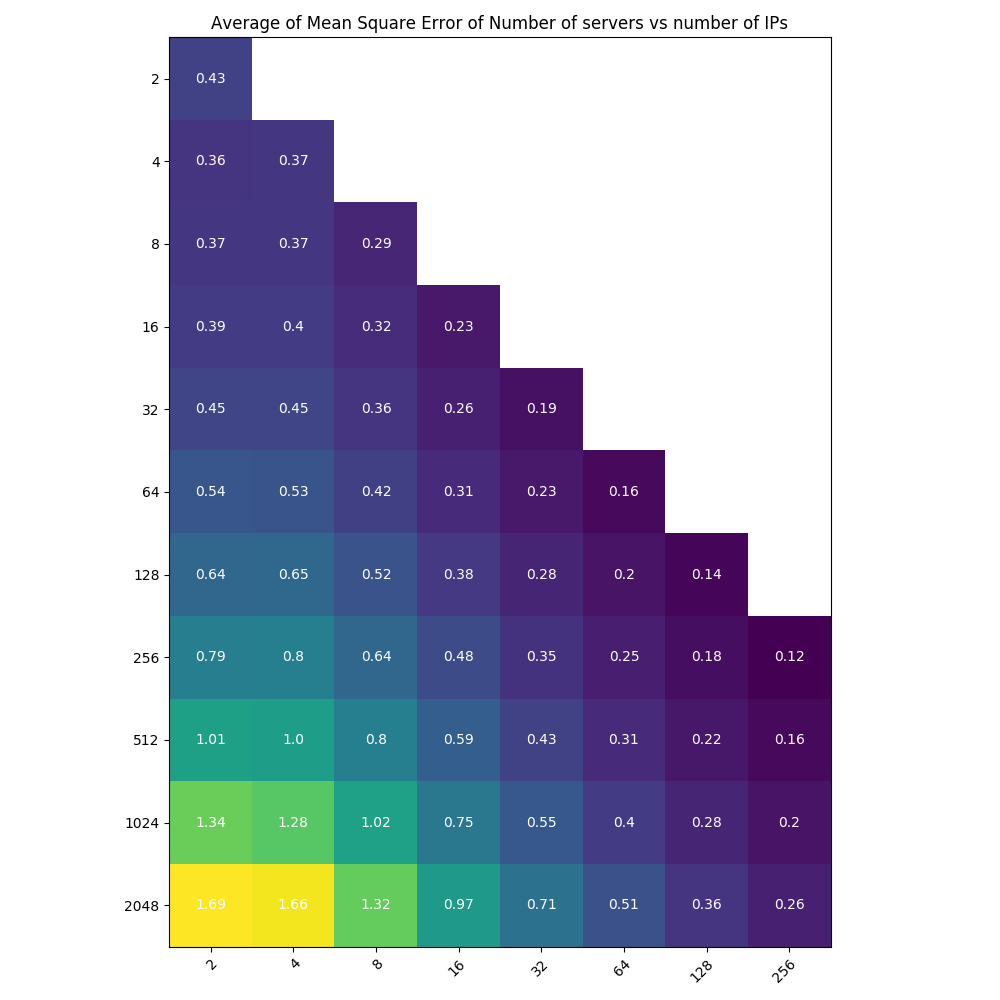 Average of Mean Square Error of Number of servers vs number of IPs
2 0.43
4 0.36 0.37
8 0.37 0.37 0.29
16 0.39 0.4 0.32 0.23
32 0.45 0.45 0.36 0.26 0.19
64 0.54 0.53 0.42 0.31 0.23 0.16
128 0.64 0.65 0.52 0.38 0.28 0.2 0.14
256 0.79 0.8 0.64 0.48 0.35 0.25 0.18 0.12
512 1.01 1.0 0.8 0.59 0.43 0.31 0.22 0.16
1024 1.34 1.28 1.02 0.75 0.55 0.4 0.28 0.2
2048 1.69 1.66 1.32 0.97 0.71 0.51 0.36 0.26
2 4 8 16 32 64 128 256